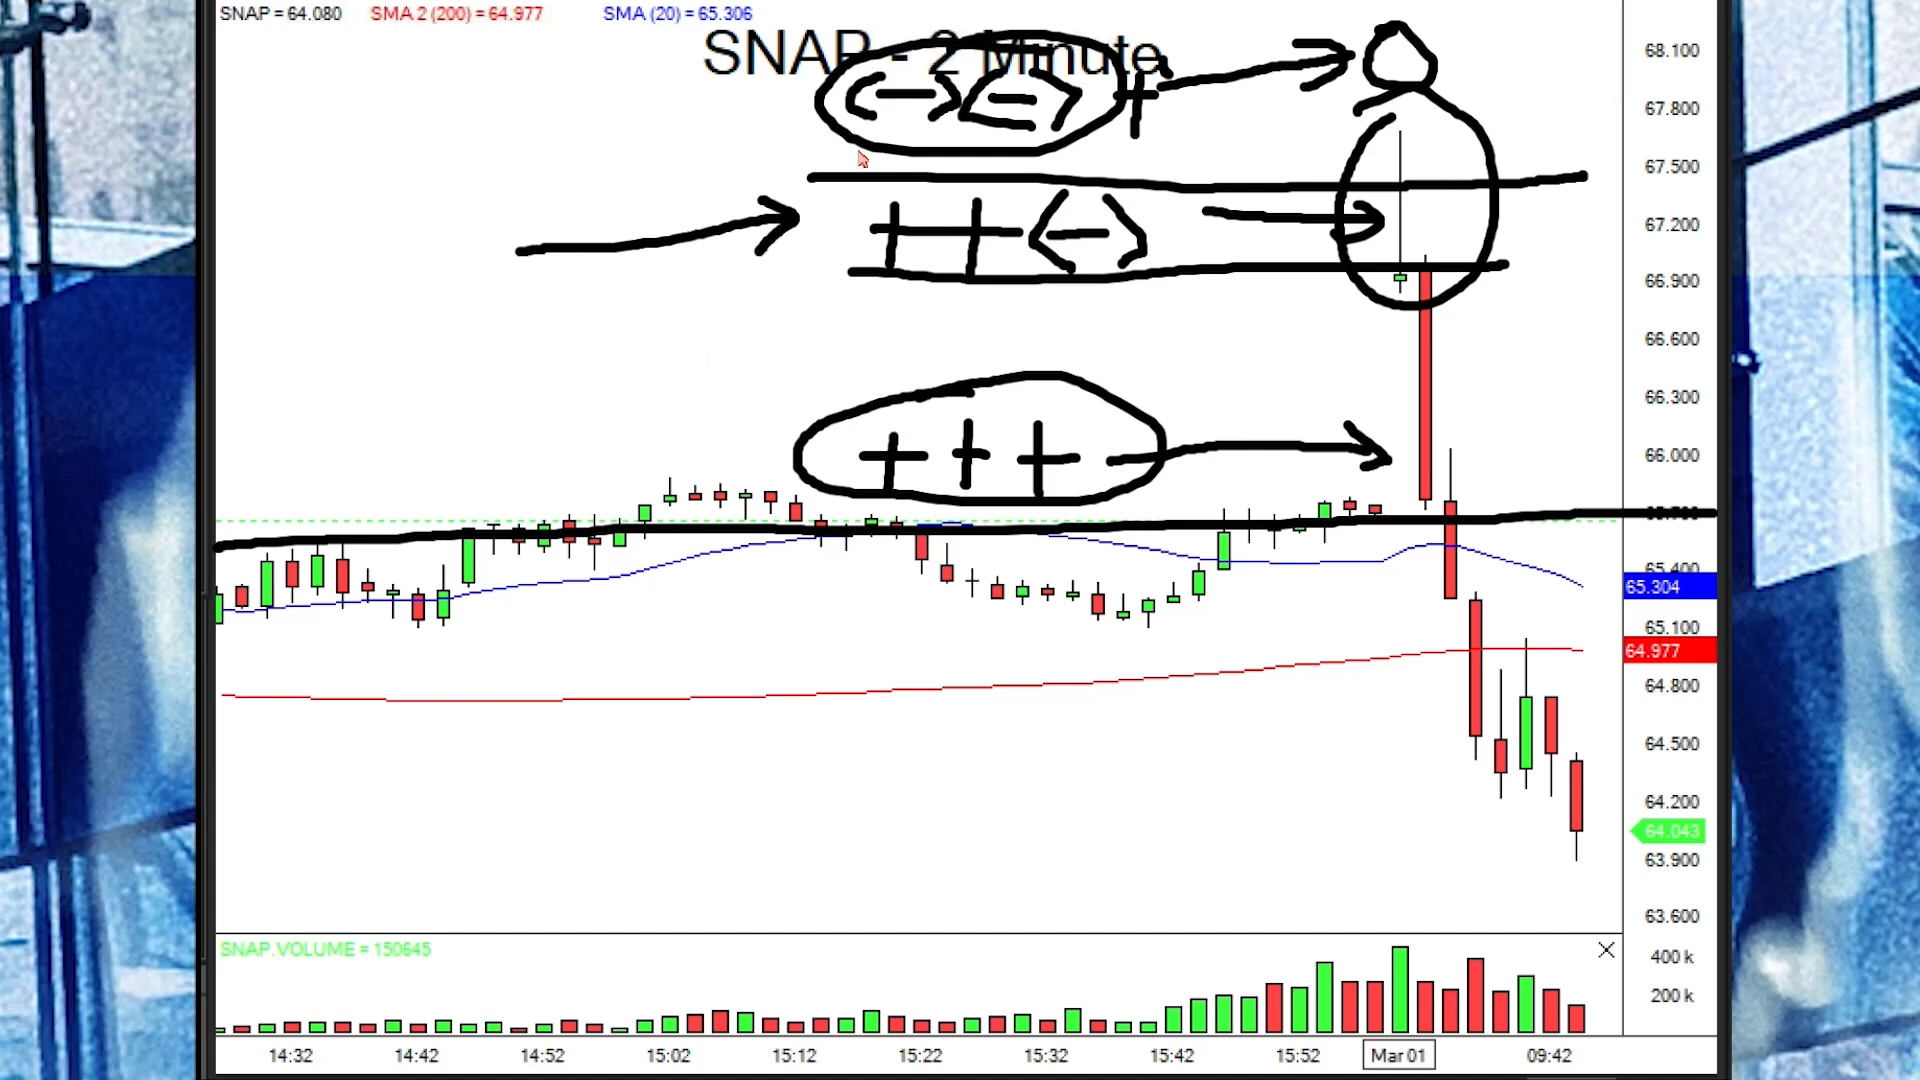 SNAP = 64.080 SMA 2 (200) = 64.977 SMA (20) = 65.306
SNAP - 2 Minute
68.100
(-) (-) +
67.800
67.500
+ + (-)
67.200
66.900
66.600
66.300
+ + +
66.000
65.400
65.304
65.100
64.977
64.800
64.500
64.200
64.043
63.900
63.600
SNAP.VOLUME = 150645
400 k
200 k
14:32 14:42 14:52 15:02 15:12 15:22 15:32 15:42 15:52 Mar 01 09:42